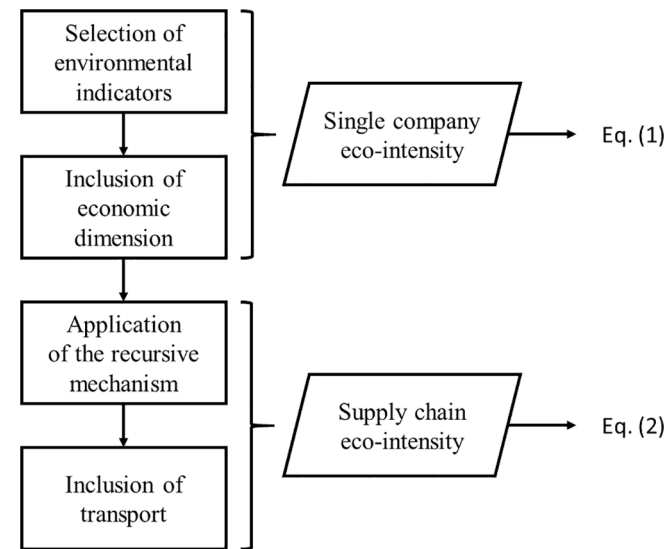 Selection of
environmental
indicators
Single company
eco-intensity
Eq. (1)
Inclusion of
economic
dimension
Application
of the recursive
mechanism
Supply chain
eco-intensity
Eq. (2)
Inclusion of
transport